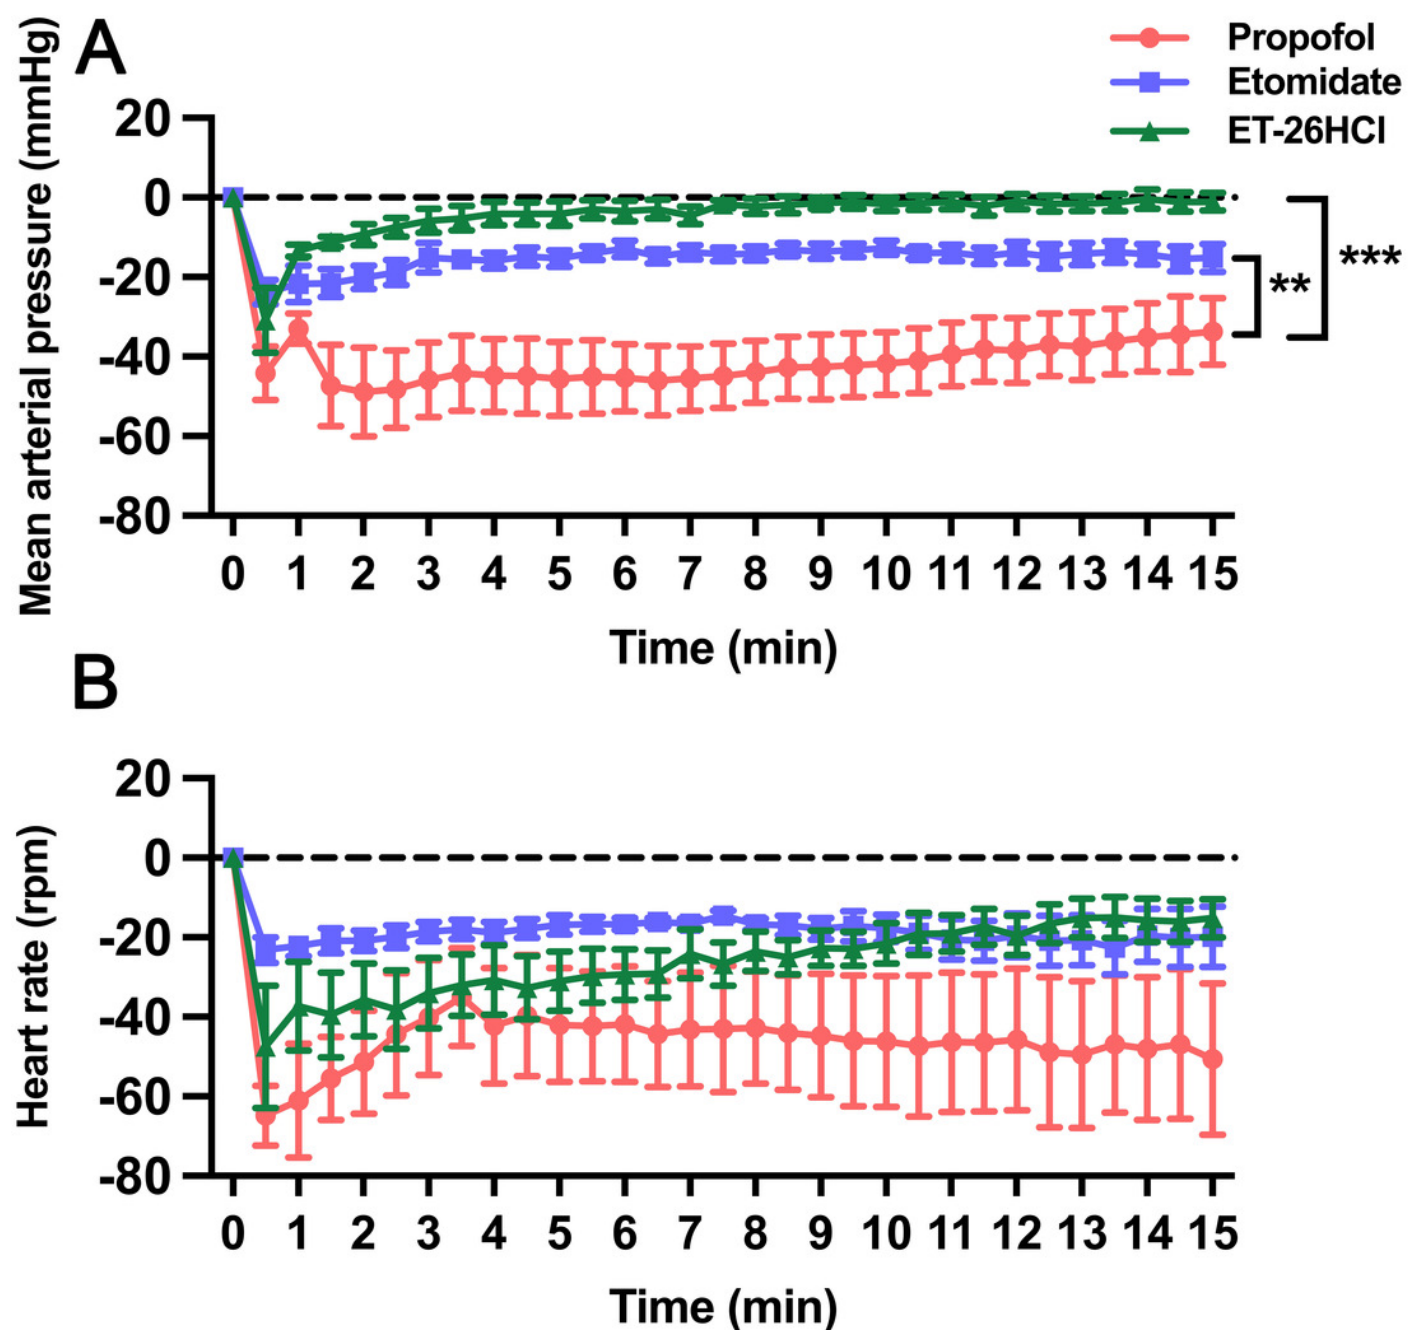 A
Propofol
Etomidate
ET-26HCl
Mean arterial pressure (mmHg)
20
0
-20
-40
-60
-80
**
***
0 1 2 3 4 5 6 7 8 9 10 11 12 13 14 15
Time (min)
B
Heart rate (rpm)
20
0
-20
-40
-60
-80
0 1 2 3 4 5 6 7 8 9 10 11 12 13 14 15
Time (min)